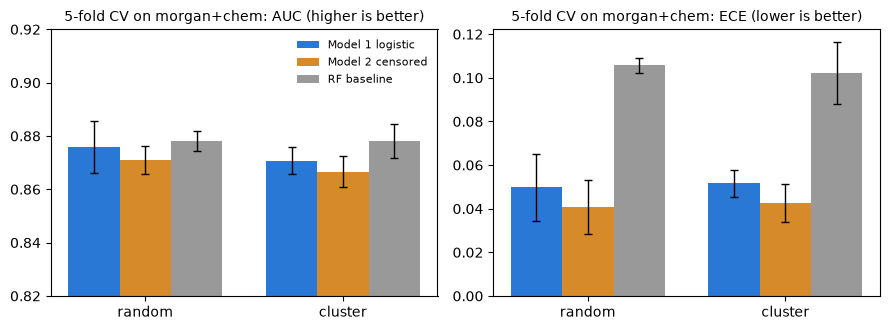 5-fold CV on morgan+chem: AUC (higher is better)
0.92
0.90
0.88
0.86
0.84
0.82
Model 1 logistic
Model 2 censored
RF baseline
random
cluster
5-fold CV on morgan+chem: ECE (lower is better)
0.12
0.10
0.08
0.06
0.04
0.02
0.00
random
cluster